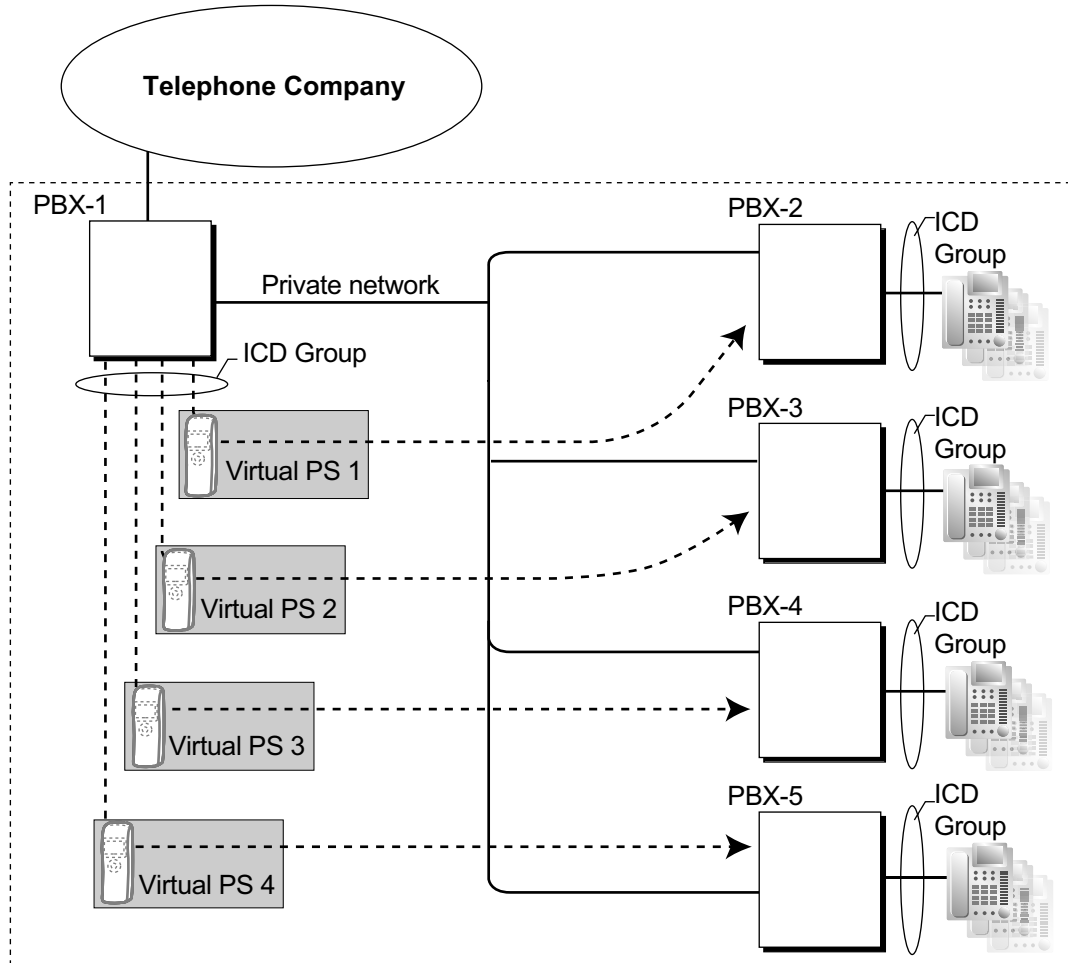 Telephone Company
PBX-1
Private network
ICD Group
Virtual PS 1
Virtual PS 2
Virtual PS 3
Virtual PS 4
PBX-2
ICD
Group
PBX-3
ICD
Group
PBX-4
ICD
Group
PBX-5
ICD
Group